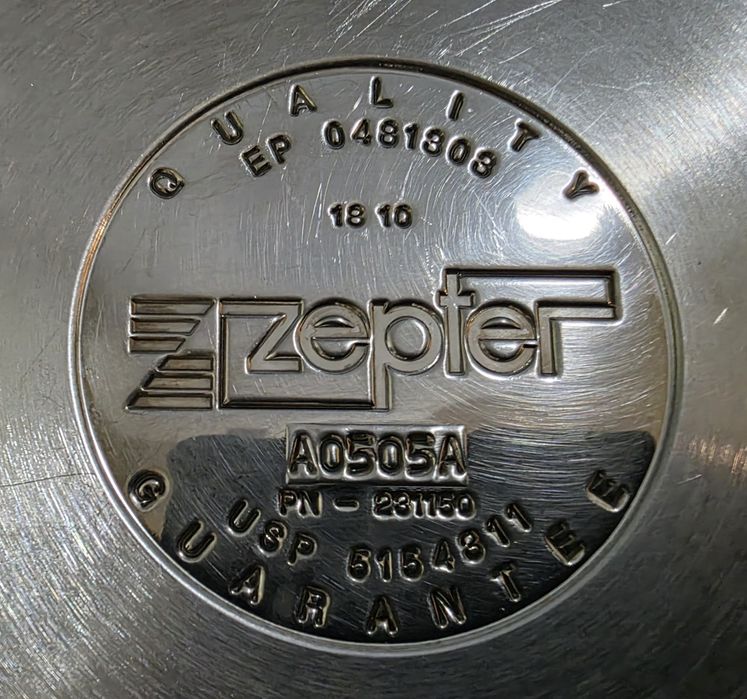 QUALITY
EP 0481303
18 10
zepter
A0505A
PN - 231150
USP 5154311
GUARANTEE